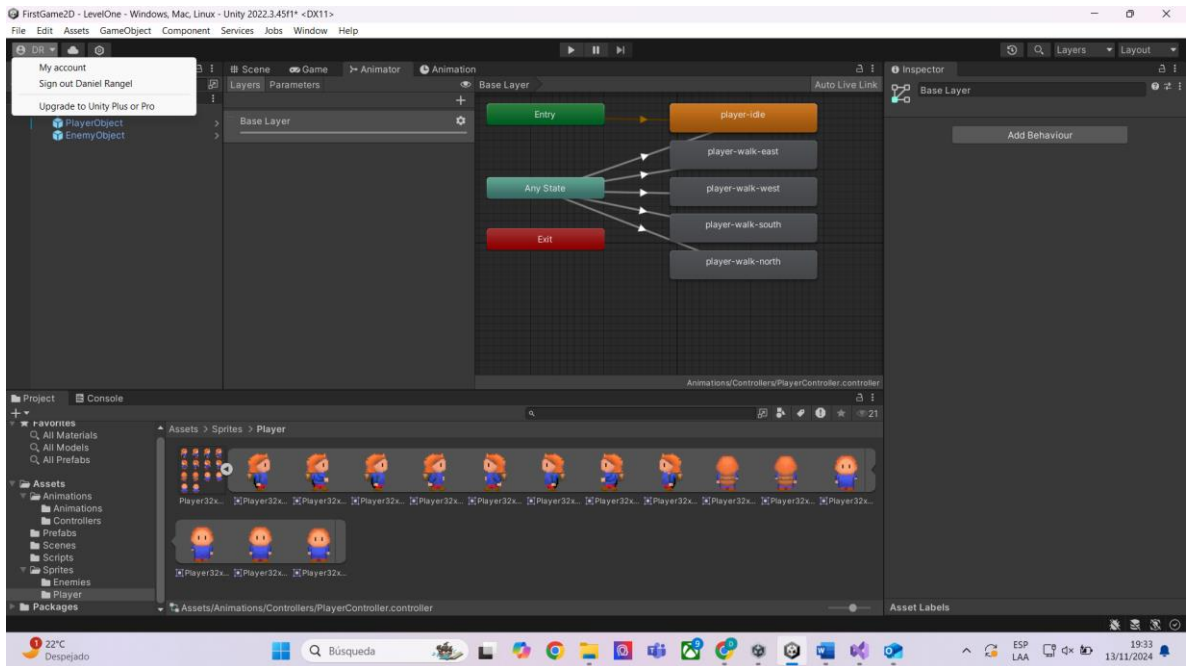 FirstGame2D - LevelOne - Windows, Mac, Linux - Unity 2022.3.45f1* <DX11>
File Edit Assets GameObject Component Services Jobs Window Help
DR
Layers Layout
My account
Sign out Daniel Rangel
Upgrade to Unity Plus or Pro
PlayerObject
EnemyObject
Scene Game Animator Animation
Layers Parameters
Base Layer Auto Live Link
Base Layer
Entry
player-idle
player-walk-east
Any State
player-walk-west
player-walk-south
Exit
player-walk-north
Animations/Controllers/PlayerController.controller
Inspector
Base Layer
Add Behaviour
Project Console
21
Favorites
All Materials
All Models
All Prefabs
Assets
Animations
Animations
Controllers
Prefabs
Scenes
Scripts
Sprites
Enemies
Player
Packages
Assets > Sprites > Player
Player32x... Player32x... Player32x... Player32x... Player32x... Player32x... Player32x... Player32x... Player32x... Player32x... Player32x... Player32x...
Player32x... Player32x... Player32x...
Assets/Animations/Controllers/PlayerController.controller
Asset Labels
1
22°C
Despejado
Búsqueda
9
ESP
LAA
19:33
13/11/2024